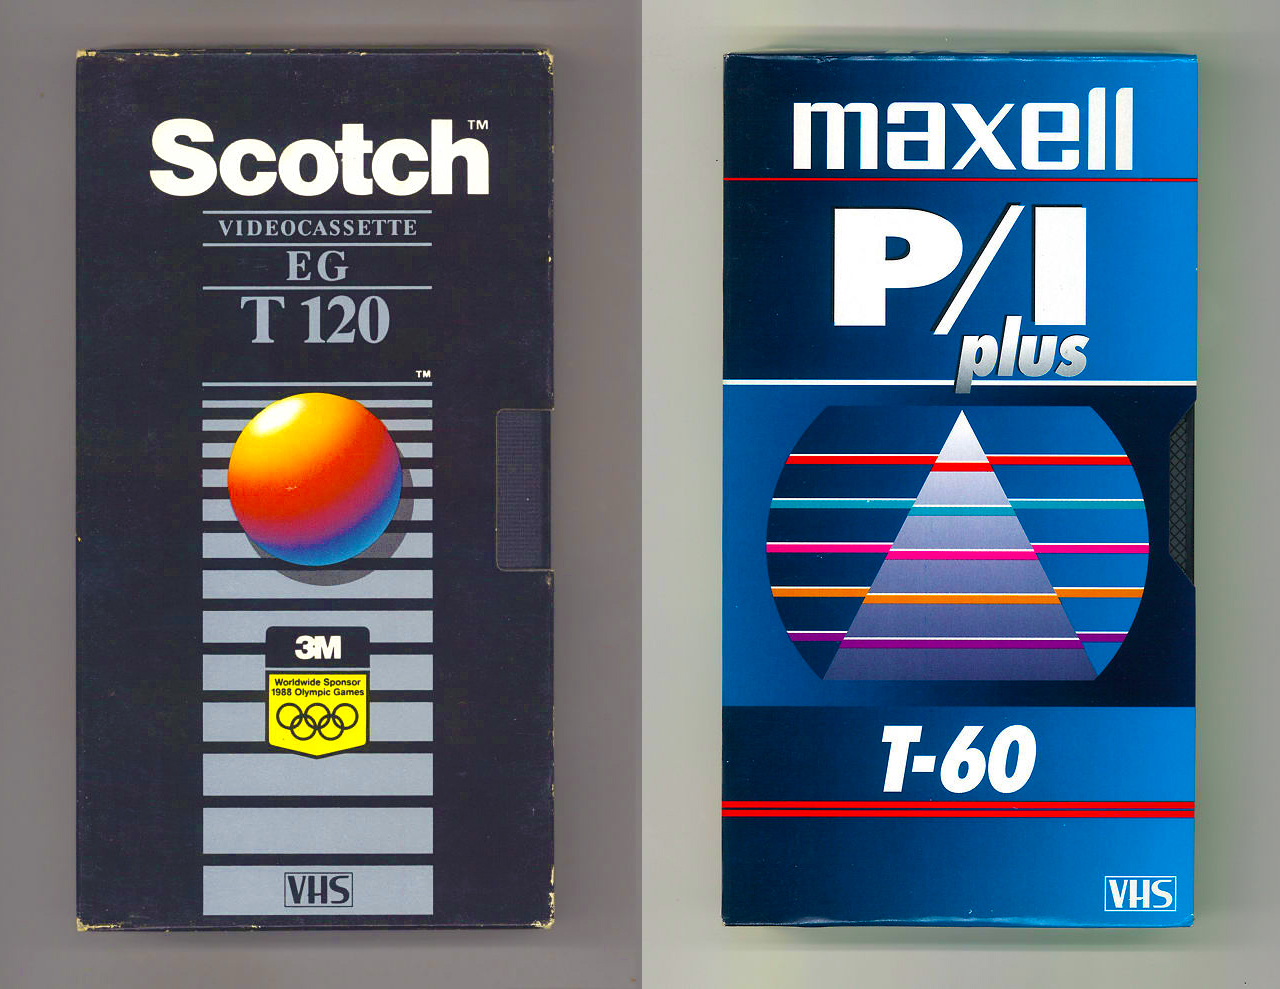 Scotch™
VIDEOCASSETTE
EG
T 120
TM
3M
Worldwide Sponsor
1988 Olympic Games
VHS
maxell
P/I
plus
T-60
VHS